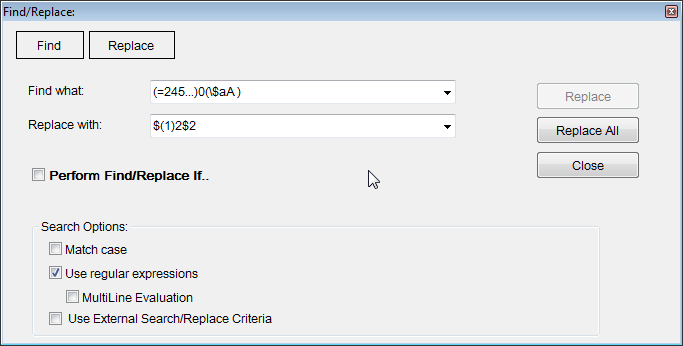 Find/Replace:
Find Replace
Find what: (=245...)0(\$aA )
Replace
Replace with: $(1)2$2
Replace All
Close
Perform Find/Replace If..
Search Options:
Match case
Use regular expressions
MultiLine Evaluation
Use External Search/Replace Criteria